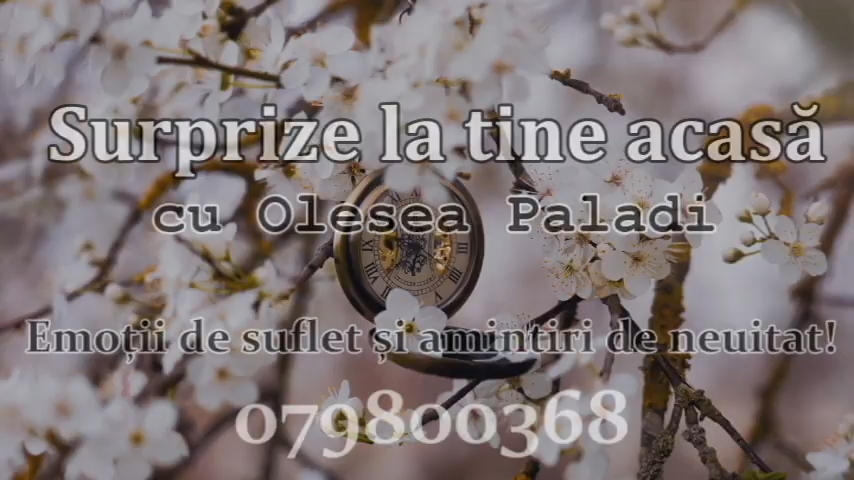 Surprize la tine acasă
cu Olesea Paladi
Emoții de suflet și amintiri de neuitat!
079800368